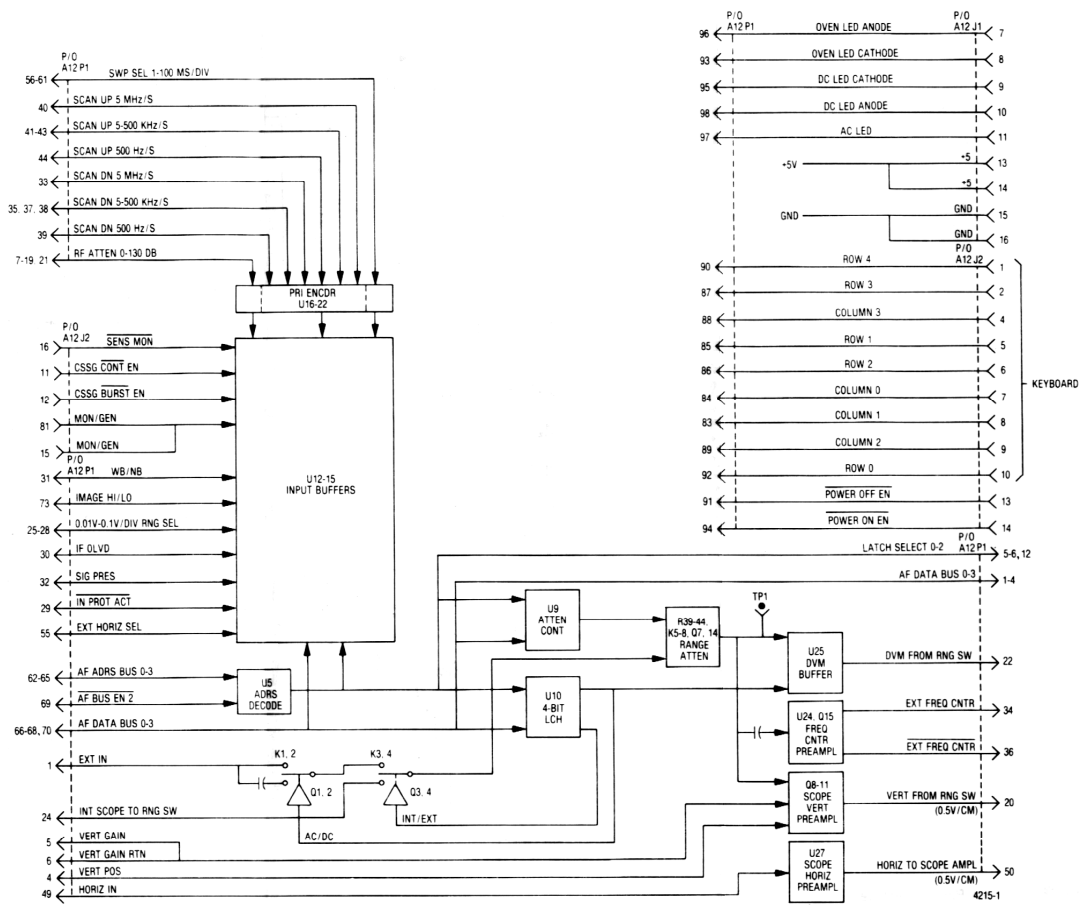 P/O
A12 P1
56-61 SWP SEL 1-100 MS/DIV
40 SCAN UP 5 MHz/S
41-43 SCAN UP 5-500 KHz/S
44 SCAN UP 500 Hz/S
33 SCAN DN 5 MHz/S
35, 37, 38 SCAN DN 5-500 KHz/S
39 SCAN DN 500 Hz/S
7-19, 21 RF ATTEN 0-130 DB
PRI ENCDR
U16-22
P/O
A12 J2
16 SENS MON
11 CSSG CONT EN
12 CSSG BURST EN
81 MON/GEN
15 MON/GEN
P/O
A12 P1
31 WB/NB
73 IMAGE HI/LO
25-28 0.01V-0.1V/DIV RNG SEL
30 IF OLVD
32 SIG PRES
29 IN PROT ACT
55 EXT HORIZ SEL
U12-15
INPUT BUFFERS
62-65 AF ADRS BUS 0-3
69 AF BUS EN 2
66-68, 70 AF DATA BUS 0-3
U5
ADRS
DECODE
1 EXT IN
K1, 2
Q1, 2
K3, 4
Q3, 4
INT/EXT
AC/DC
24 INT SCOPE TO RNG SW
5 VERT GAIN
6 VERT GAIN RTN
4 VERT POS
49 HORIZ IN
P/O
A12 P1
P/O
A12 J1
96 OVEN LED ANODE 7
93 OVEN LED CATHODE 8
95 DC LED CATHODE 9
98 DC LED ANODE 10
97 AC LED 11
+5V +5 13
+5 14
GND GND 15
GND 16
P/O
A12 J2
90 ROW 4 1
87 ROW 3 2
88 COLUMN 3 4
85 ROW 1 5
86 ROW 2 6
84 COLUMN 0 7
83 COLUMN 1 8
89 COLUMN 2 9
92 ROW 0 10
KEYBOARD
91 POWER OFF EN 13
94 POWER ON EN 14
P/O
A12 P1
LATCH SELECT 0-2 5-6, 12
AF DATA BUS 0-3 1-4
U9
ATTEN
CONT
R39-44,
K5-8, Q7, 14
RANGE
ATTEN
TP1
U10
4-BIT
LCH
U25
DVM
BUFFER
DVM FROM RNG SW 22
U24, Q15
FREQ
CNTR
PREAMPL
EXT FREQ CNTR 34
EXT FREQ CNTR 36
Q8-11
SCOPE
VERT
PREAMPL
VERT FROM RNG SW 20
(0.5V/CM)
U27
SCOPE
HORIZ
PREAMPL
HORIZ TO SCOPE AMPL 50
(0.5V/CM)
4215-1